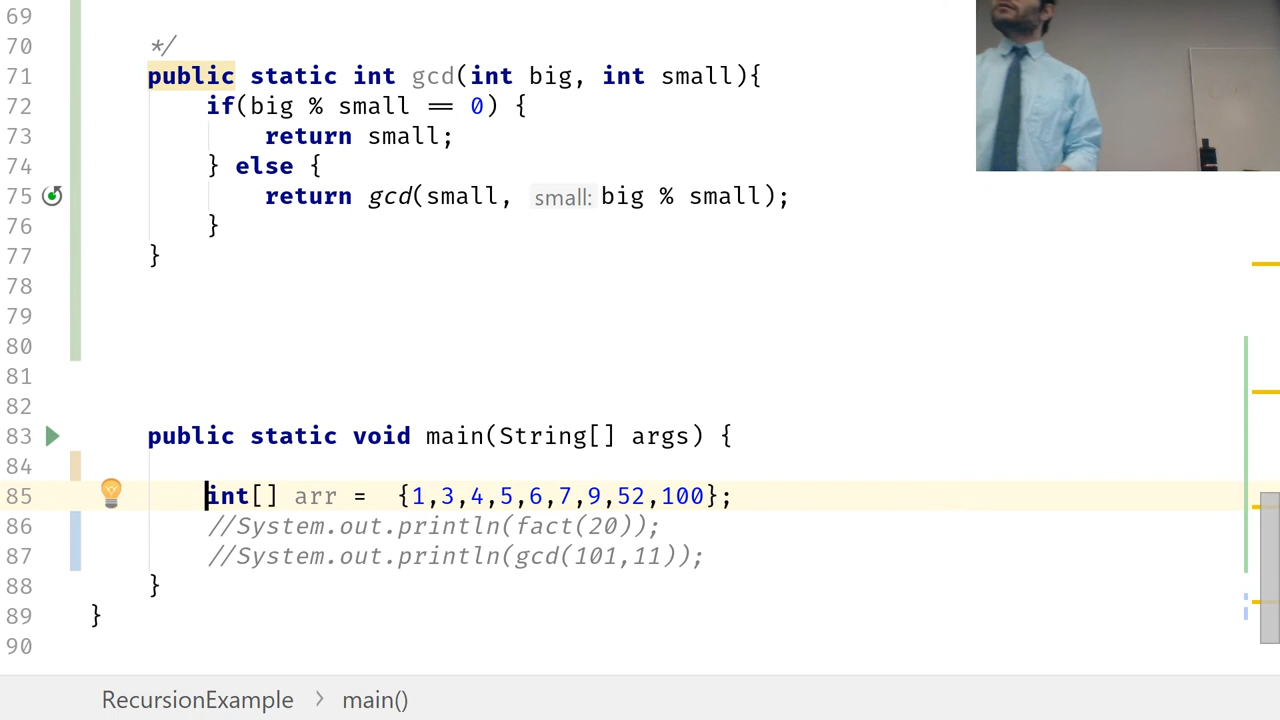 69
70 */
71 public static int gcd(int big, int small){
72 if(big % small == 0) {
73 return small;
74 } else {
75 return gcd(small, small: big % small);
76 }
77 }
78
79
80
81
82
83 public static void main(String[] args) {
84
85 int[] arr = {1,3,4,5,6,7,9,52,100};
86 //System.out.println(fact(20));
87 //System.out.println(gcd(101,11));
88 }
89 }
90
RecursionExample > main()